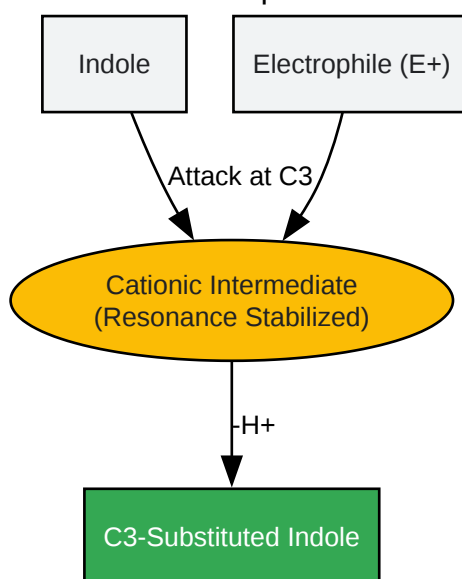 Indole
Electrophile (E+)
Attack at C3
Cationic Intermediate
(Resonance Stabilized)
-H+
C3-Substituted Indole